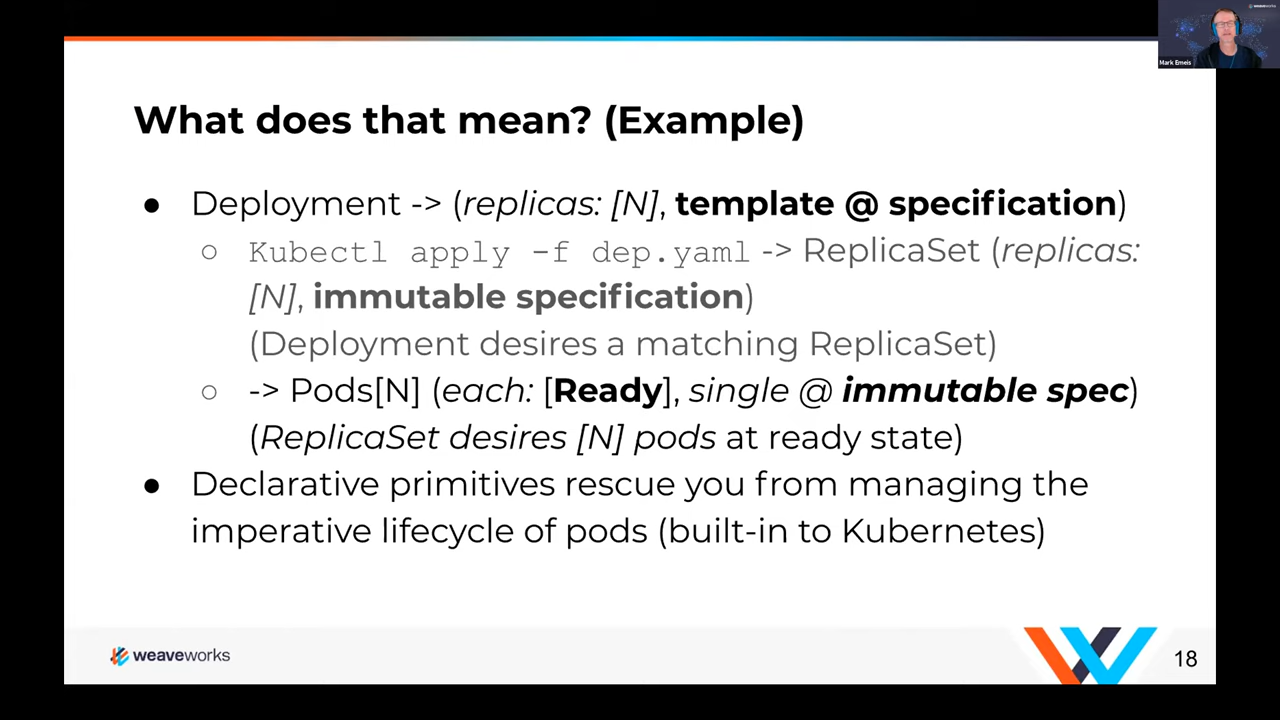 weaveworks
Mark Emeis
What does that mean? (Example)
● Deployment -> (replicas: [N], template @ specification)
○ Kubectl apply -f dep.yaml -> ReplicaSet (replicas:
[N], immutable specification)
(Deployment desires a matching ReplicaSet)
○ -> Pods[N] (each: [Ready], single @ immutable spec)
(ReplicaSet desires [N] pods at ready state)
● Declarative primitives rescue you from managing the
imperative lifecycle of pods (built-in to Kubernetes)
weaveworks
18